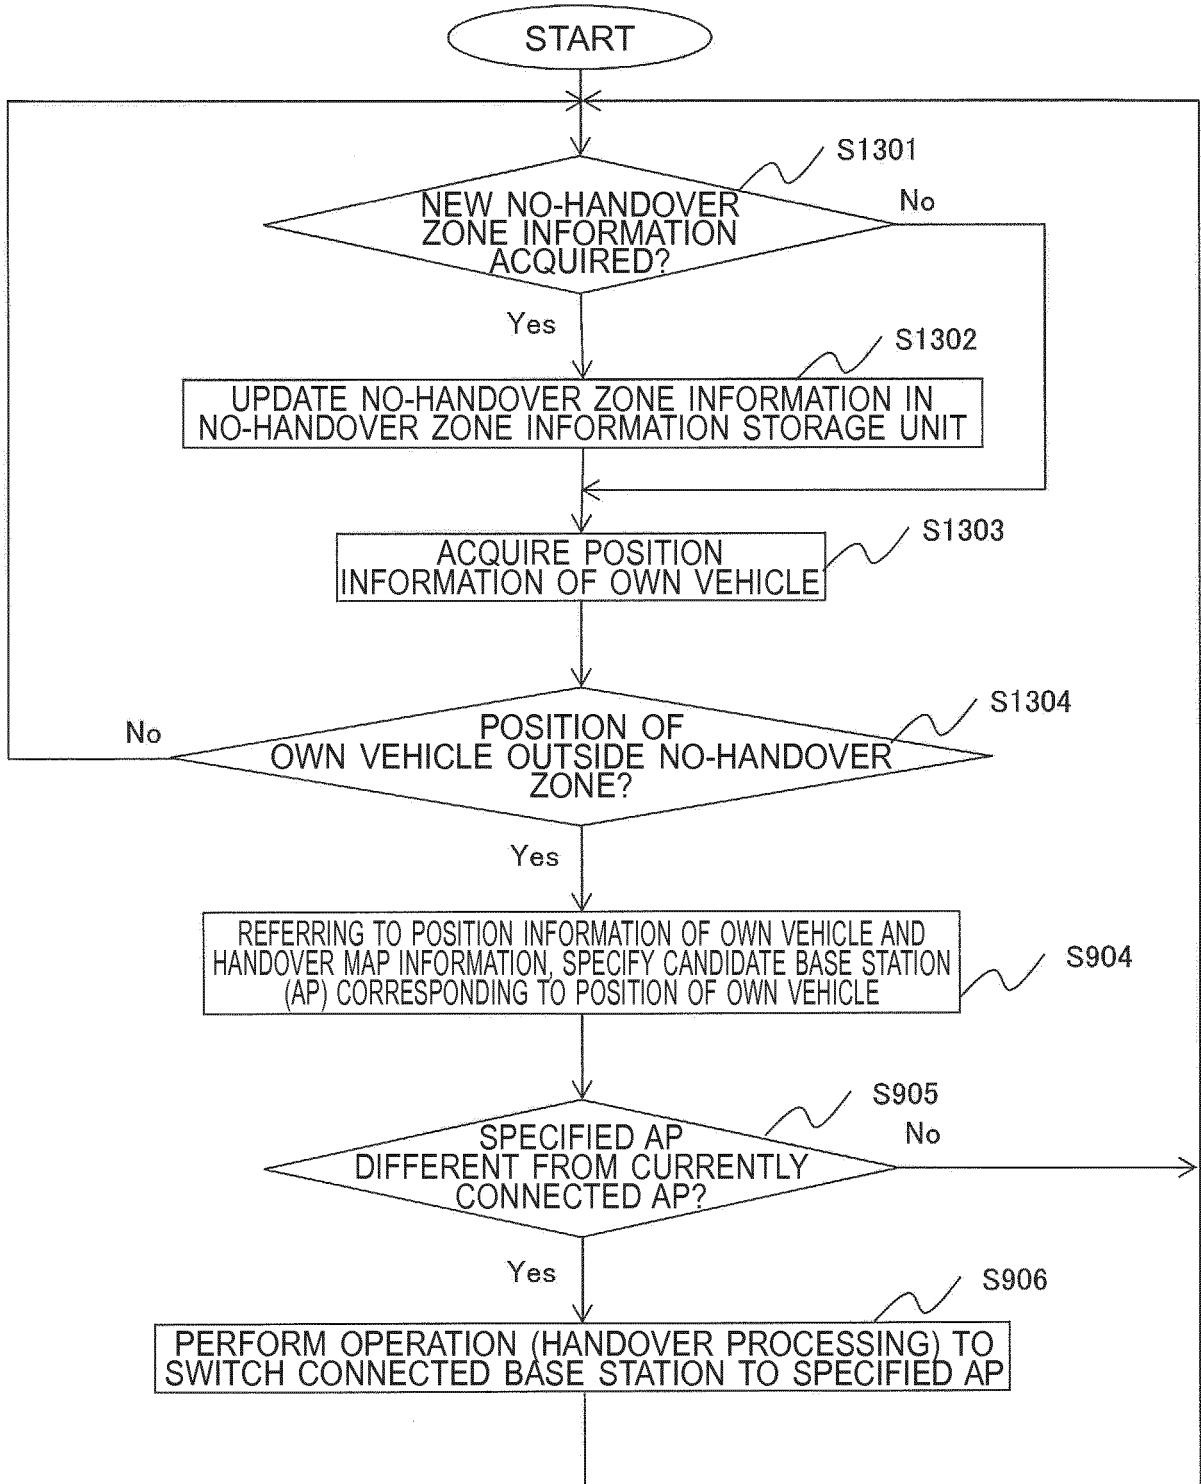 START
S1301
NEW NO-HANDOVER
ZONE INFORMATION
ACQUIRED?
No
Yes
S1302
UPDATE NO-HANDOVER ZONE INFORMATION IN
NO-HANDOVER ZONE INFORMATION STORAGE UNIT
S1303
ACQUIRE POSITION
INFORMATION OF OWN VEHICLE
S1304
No
POSITION OF
OWN VEHICLE OUTSIDE NO-HANDOVER
ZONE?
Yes
REFERRING TO POSITION INFORMATION OF OWN VEHICLE AND
HANDOVER MAP INFORMATION, SPECIFY CANDIDATE BASE STATION
(AP) CORRESPONDING TO POSITION OF OWN VEHICLE
S904
S905
No
SPECIFIED AP
DIFFERENT FROM CURRENTLY
CONNECTED AP?
Yes
S906
PERFORM OPERATION (HANDOVER PROCESSING) TO
SWITCH CONNECTED BASE STATION TO SPECIFIED AP